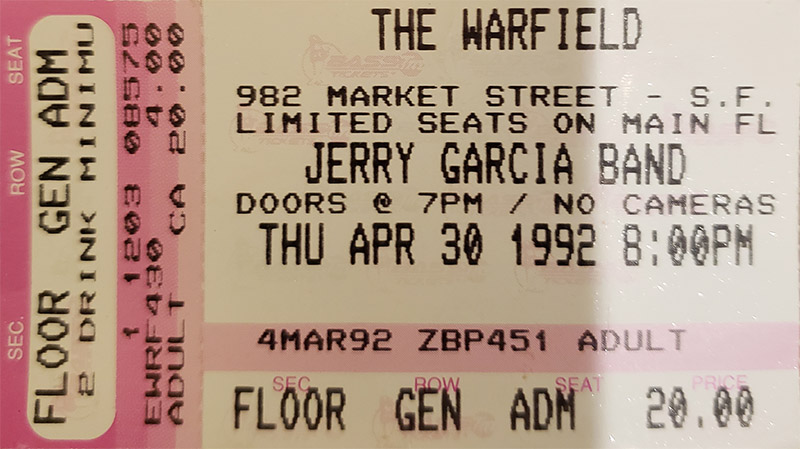 SEC. ROW SEAT
FLOOR GEN ADM
2 DRINK MINIMU
1 1203 08575
EWRF430 4.00
ADULT CA 20.00
BASS
TICKETS
THE WARFIELD
982 MARKET STREET - S.F.
LIMITED SEATS ON MAIN FL
JERRY GARCIA BAND
DOORS @ 7PM / NO CAMERAS
THU APR 30 1992 8:00PM
4MAR92 ZBP451 ADULT
SEC ROW SEAT PRICE
FLOOR GEN ADM 20.00